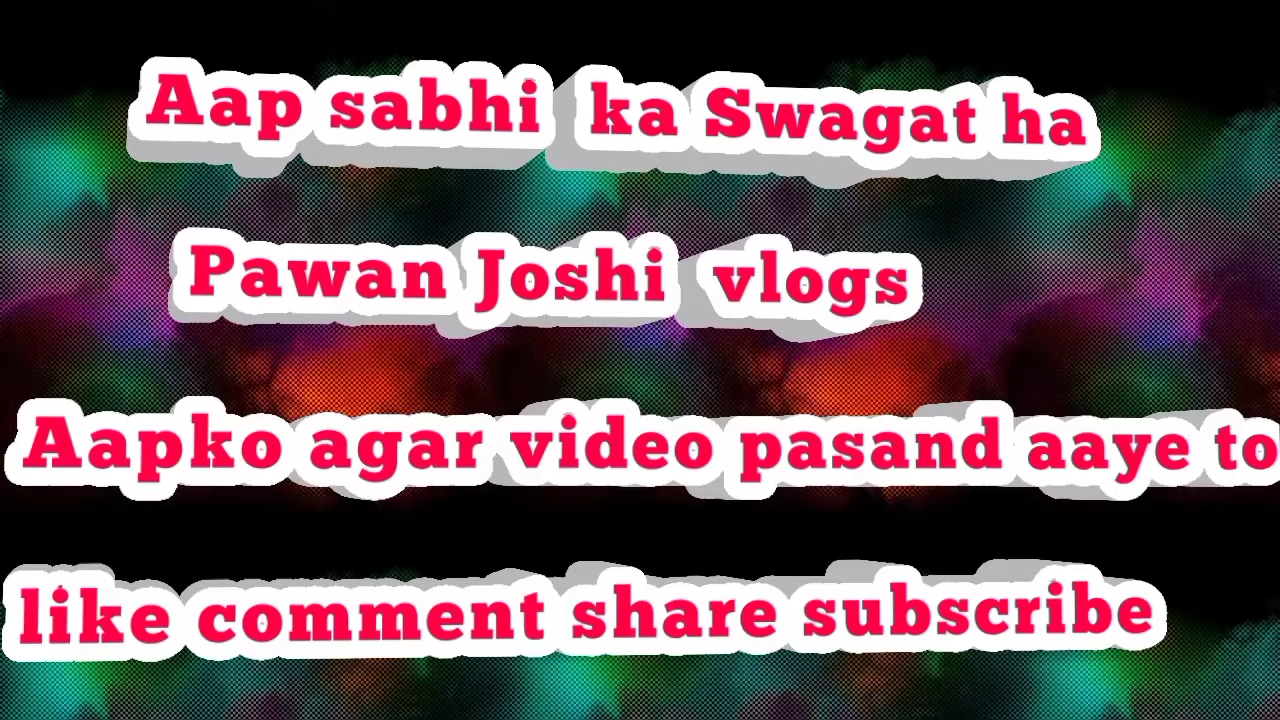 Aap sabhi ka Swagat ha
Pawan Joshi vlogs
Aapko agar video pasand aaye to
like comment share subscribe